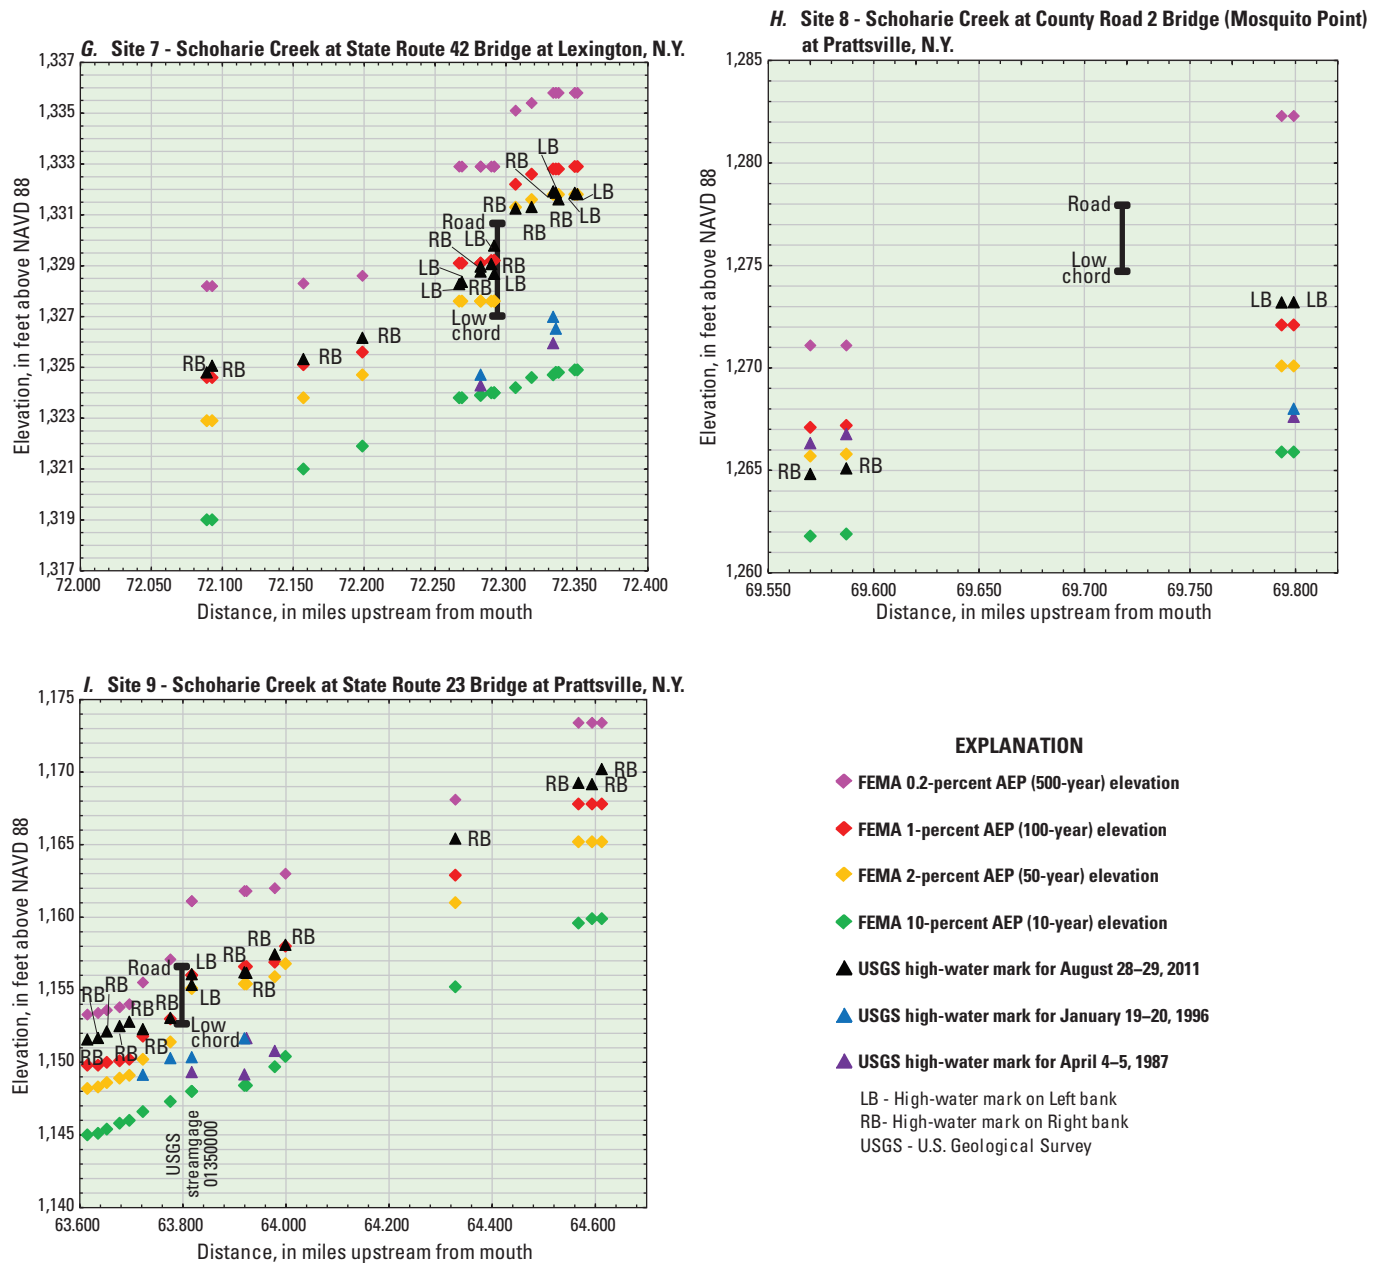 G. Site 7 - Schoharie Creek at State Route 42 Bridge at Lexington, N.Y.
1,337
1,335
1,333
1,331
1,329
1,327
1,325
1,323
1,321
1,319
1,317
Elevation, in feet above NAVD 88
LB
RB
RB
LB
LB
RB
Road
RB
RB
LB
RB
LB
RB
LB
RB
LB
Low
chord
RB
RB
RB
RB
72.000
72.050
72.100
72.150
72.200
72.250
72.300
72.350
72.400
Distance, in miles upstream from mouth
H. Site 8 - Schoharie Creek at County Road 2 Bridge (Mosquito Point)
at Prattsville, N.Y.
1,285
1,280
1,275
1,270
1,265
1,260
Elevation, in feet above NAVD 88
Road
Low
chord
LB
LB
RB
RB
69.550
69.600
69.650
69.700
69.750
69.800
Distance, in miles upstream from mouth
I. Site 9 - Schoharie Creek at State Route 23 Bridge at Prattsville, N.Y.
1,175
1,170
1,165
1,160
1,155
1,150
1,145
1,140
Elevation, in feet above NAVD 88
RB
RB
RB
RB
RB
RB
RB
Road
LB
RB
RB
RB
RB
RB
LB
RB
Low
chord
RB
RB
RB
USGS
streamgage
01350000
63.600
63.800
64.000
64.200
64.400
64.600
Distance, in miles upstream from mouth
EXPLANATION
FEMA 0.2-percent AEP (500-year) elevation
FEMA 1-percent AEP (100-year) elevation
FEMA 2-percent AEP (50-year) elevation
FEMA 10-percent AEP (10-year) elevation
USGS high-water mark for August 28–29, 2011
USGS high-water mark for January 19–20, 1996
USGS high-water mark for April 4–5, 1987
LB - High-water mark on Left bank
RB- High-water mark on Right bank
USGS - U.S. Geological Survey